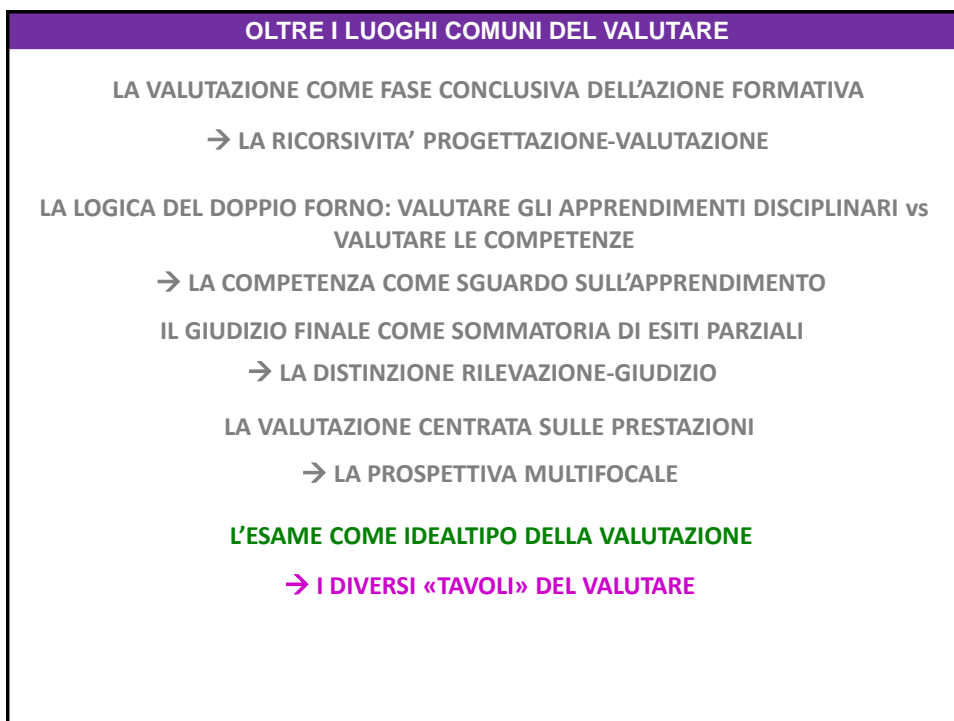 OLTRE I LUOGHI COMUNI DEL VALUTARE
LA VALUTAZIONE COME FASE CONCLUSIVA DELL'AZIONE FORMATIVA
→ LA RICORSIVITA' PROGETTAZIONE-VALUTAZIONE
LA LOGICA DEL DOPPIO FORNO: VALUTARE GLI APPRENDIMENTI DISCIPLINARI vs
VALUTARE LE COMPETENZE
→ LA COMPETENZA COME SGUARDO SULL'APPRENDIMENTO
IL GIUDIZIO FINALE COME SOMMATORIA DI ESITI PARZIALI
→ LA DISTINZIONE RILEVAZIONE-GIUDIZIO
LA VALUTAZIONE CENTRATA SULLE PRESTAZIONI
→ LA PROSPETTIVA MULTIFOCALE
L'ESAME COME IDEALTIPO DELLA VALUTAZIONE
→ I DIVERSI «TAVOLI» DEL VALUTARE